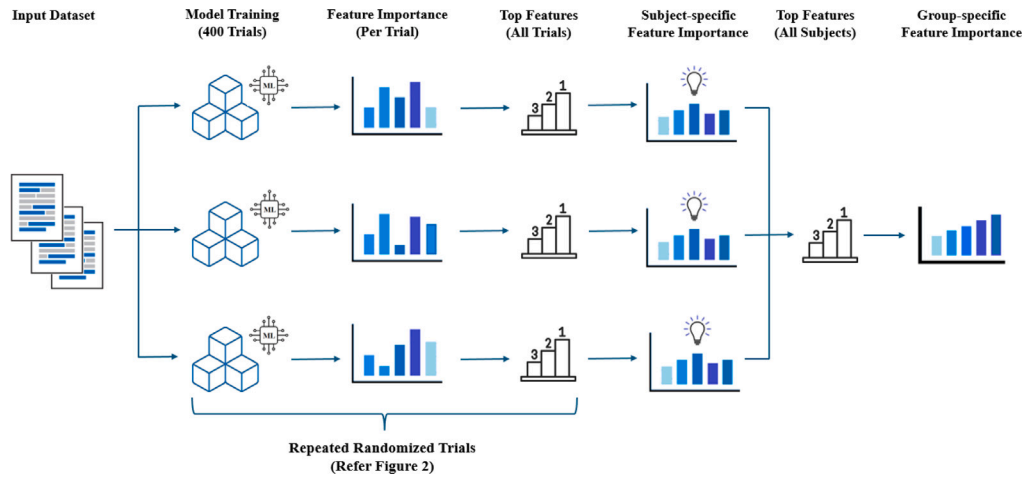 Input Dataset
Model Training
(400 Trials)
Feature Importance
(Per Trial)
Top Features
(All Trials)
Subject-specific
Feature Importance
Top Features
(All Subjects)
Group-specific
Feature Importance
ML
3 2 1
ML
3 2 1
3 2 1
ML
3 2 1
Repeated Randomized Trials
(Refer Figure 2)